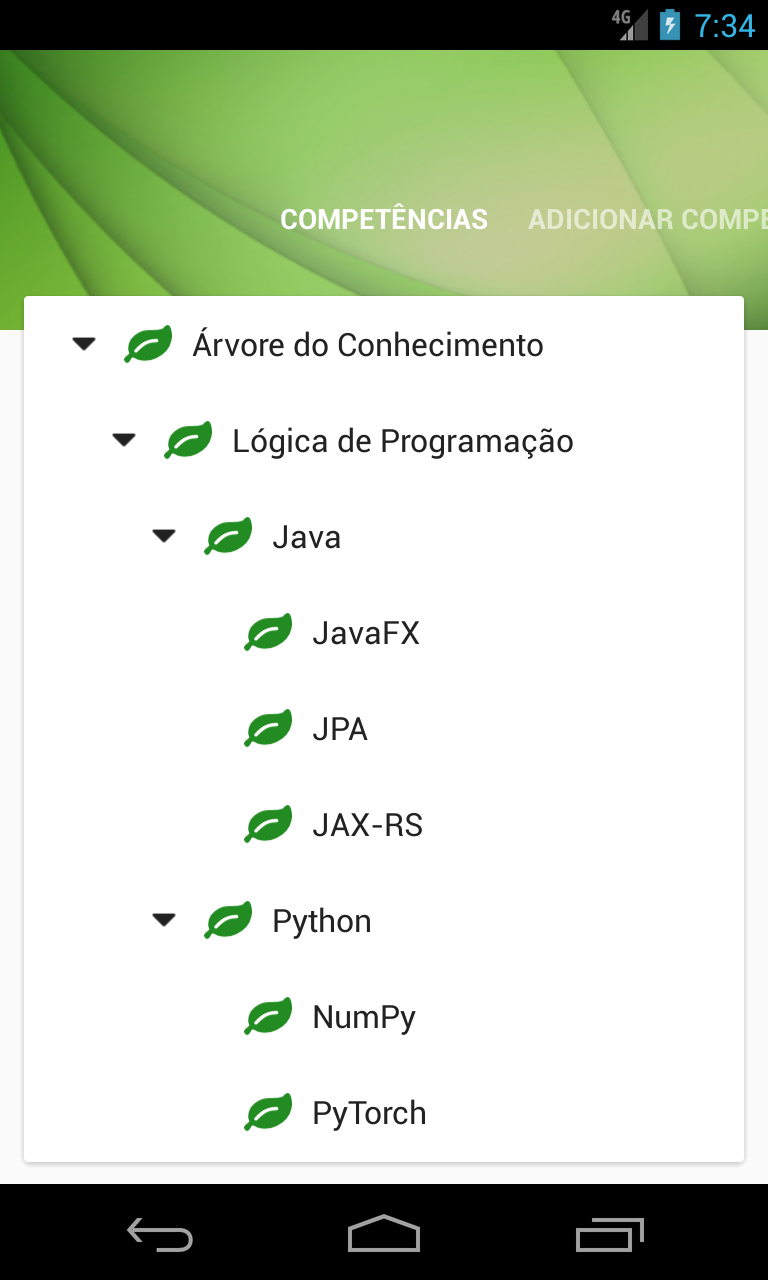 4G 7:34
COMPETÊNCIAS ADICIONAR COMPE
Árvore do Conhecimento
Lógica de Programação
Java
JavaFX
JPA
JAX-RS
Python
NumPy
PyTorch